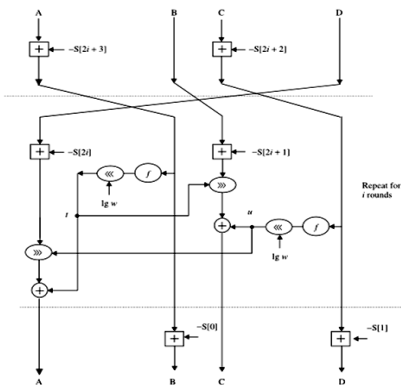 A B C D
−S[2i + 3] −S[2i + 2]
−S[2i] −S[2i + 1]
f
Repeat for
i rounds
lg w
t u
f
lg w
−S[0] −S[1]
A B C D